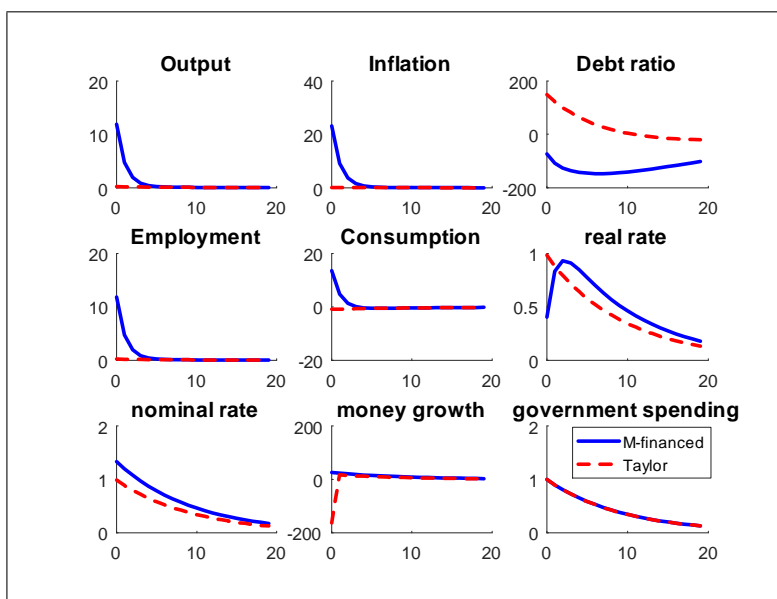 Output
20
10
0
0 10 20
Inflation
40
20
0
0 10 20
Debt ratio
200
0
-200
0 10 20
Employment
20
10
0
0 10 20
Consumption
20
0
-20
0 10 20
real rate
1
0.5
0
0 10 20
nominal rate
2
1
0
0 10 20
money growth
200
0
-200
0 10 20
government spending
2
1
0
0 10 20
M-financed
Taylor